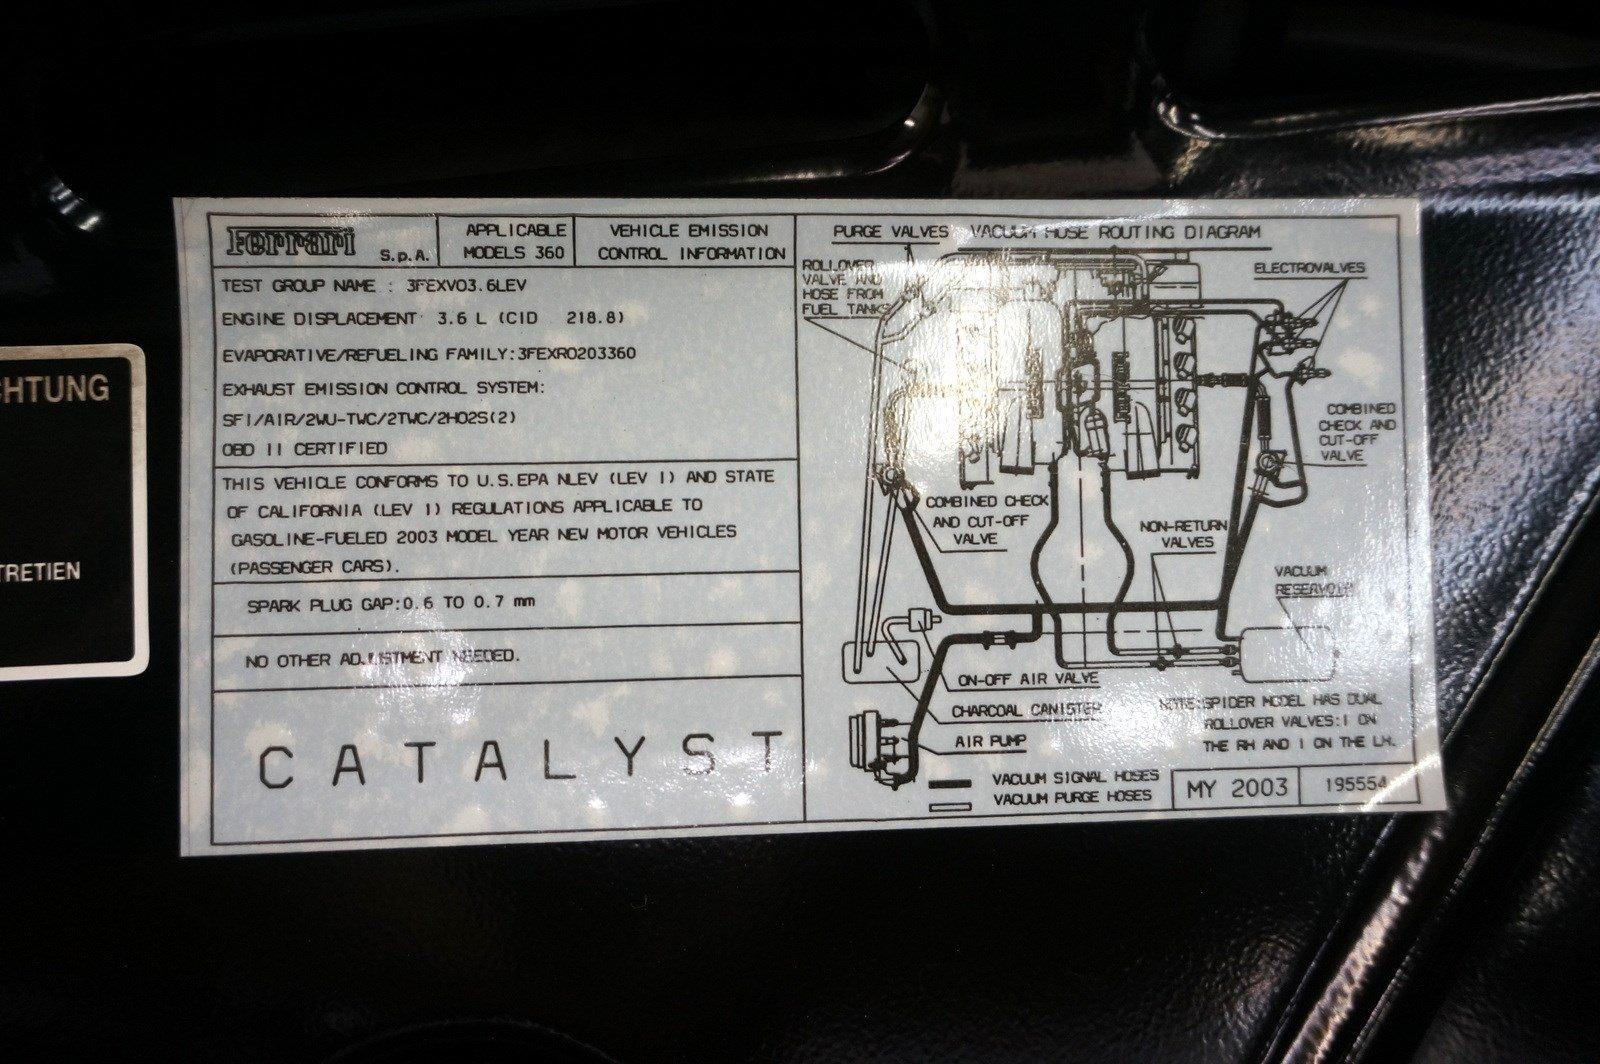 CHTUNG
TRETIEN
Ferrari S.p.A.
APPLICABLE
MODELS 360
VEHICLE EMISSION
CONTROL INFORMATION
TEST GROUP NAME : 3FEXV03.6LEV
ENGINE DISPLACEMENT 3.6 L (CID 218.8)
EVAPORATIVE/REFUELING FAMILY:3FEXR0203360
EXHAUST EMISSION CONTROL SYSTEM:
SFI/AIR/2WU-TWC/2TWC/2HO2S(2)
OBD II CERTIFIED
THIS VEHICLE CONFORMS TO U.S.EPA NLEV (LEV I) AND STATE
OF CALIFORNIA (LEV I) REGULATIONS APPLICABLE TO
GASOLINE-FUELED 2003 MODEL YEAR NEW MOTOR VEHICLES
(PASSENGER CARS).
SPARK PLUG GAP:0.6 TO 0.7 mm
NO OTHER ADJUSTMENT NEEDED.
CATALYST
PURGE VALVES
VACUUM HOSE ROUTING DIAGRAM
ROLLOVER
VALVE AND
HOSE FROM
FUEL TANKS
ELECTROVALVES
COMBINED
CHECK AND
CUT-OFF
VALVE
COMBINED CHECK
AND CUT-OFF
VALVE
NON-RETURN
VALVES
VACUUM
RESERVOIR
ON-OFF AIR VALVE
CHARCOAL CANISTER
AIR PUMP
NOTE:SPIDER MODEL HAS DUAL
ROLLOVER VALVES:1 ON
THE RH AND 1 ON THE LH.
VACUUM SIGNAL HOSES
VACUUM PURGE HOSES
MY 2003
195554